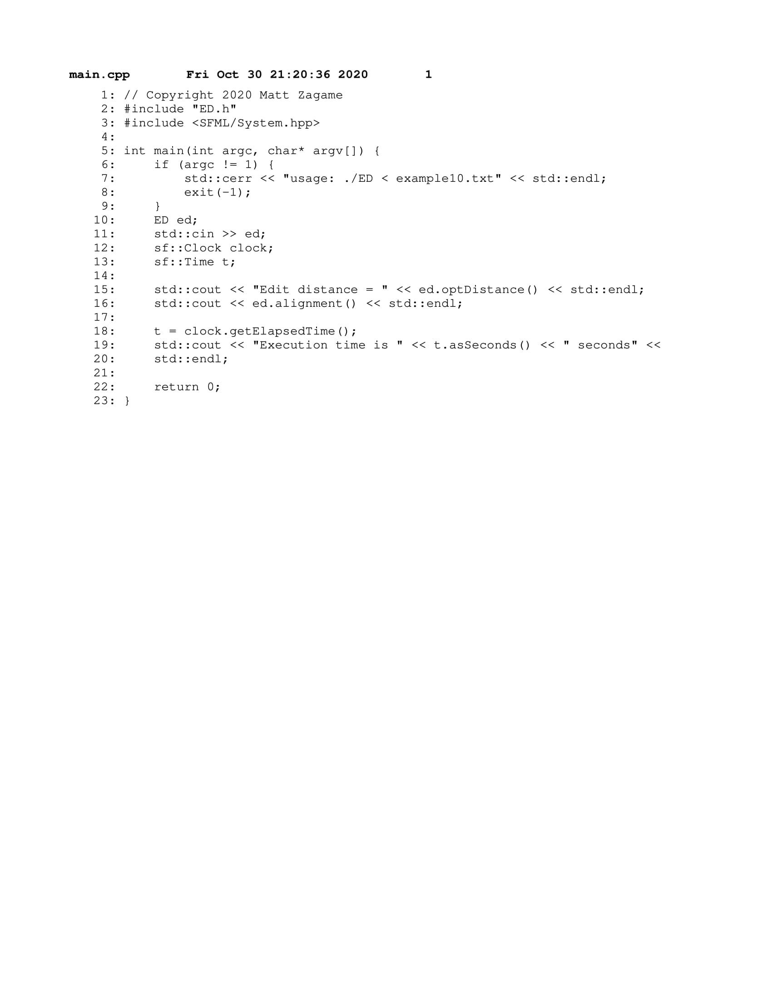 main.cpp        Fri Oct 30 21:20:36 2020        1
 1: // Copyright 2020 Matt Zagame
 2: #include "ED.h"
 3: #include <SFML/System.hpp>
 4:
 5: int main(int argc, char* argv[]) {
 6:     if (argc != 1) {
 7:         std::cerr << "usage: ./ED < example10.txt" << std::endl;
 8:         exit(-1);
 9:     }
10:     ED ed;
11:     std::cin >> ed;
12:     sf::Clock clock;
13:     sf::Time t;
14:
15:     std::cout << "Edit distance = " << ed.optDistance() << std::endl;
16:     std::cout << ed.alignment() << std::endl;
17:
18:     t = clock.getElapsedTime();
19:     std::cout << "Execution time is " << t.asSeconds() << " seconds" <<
20:     std::endl;
21:
22:     return 0;
23: }